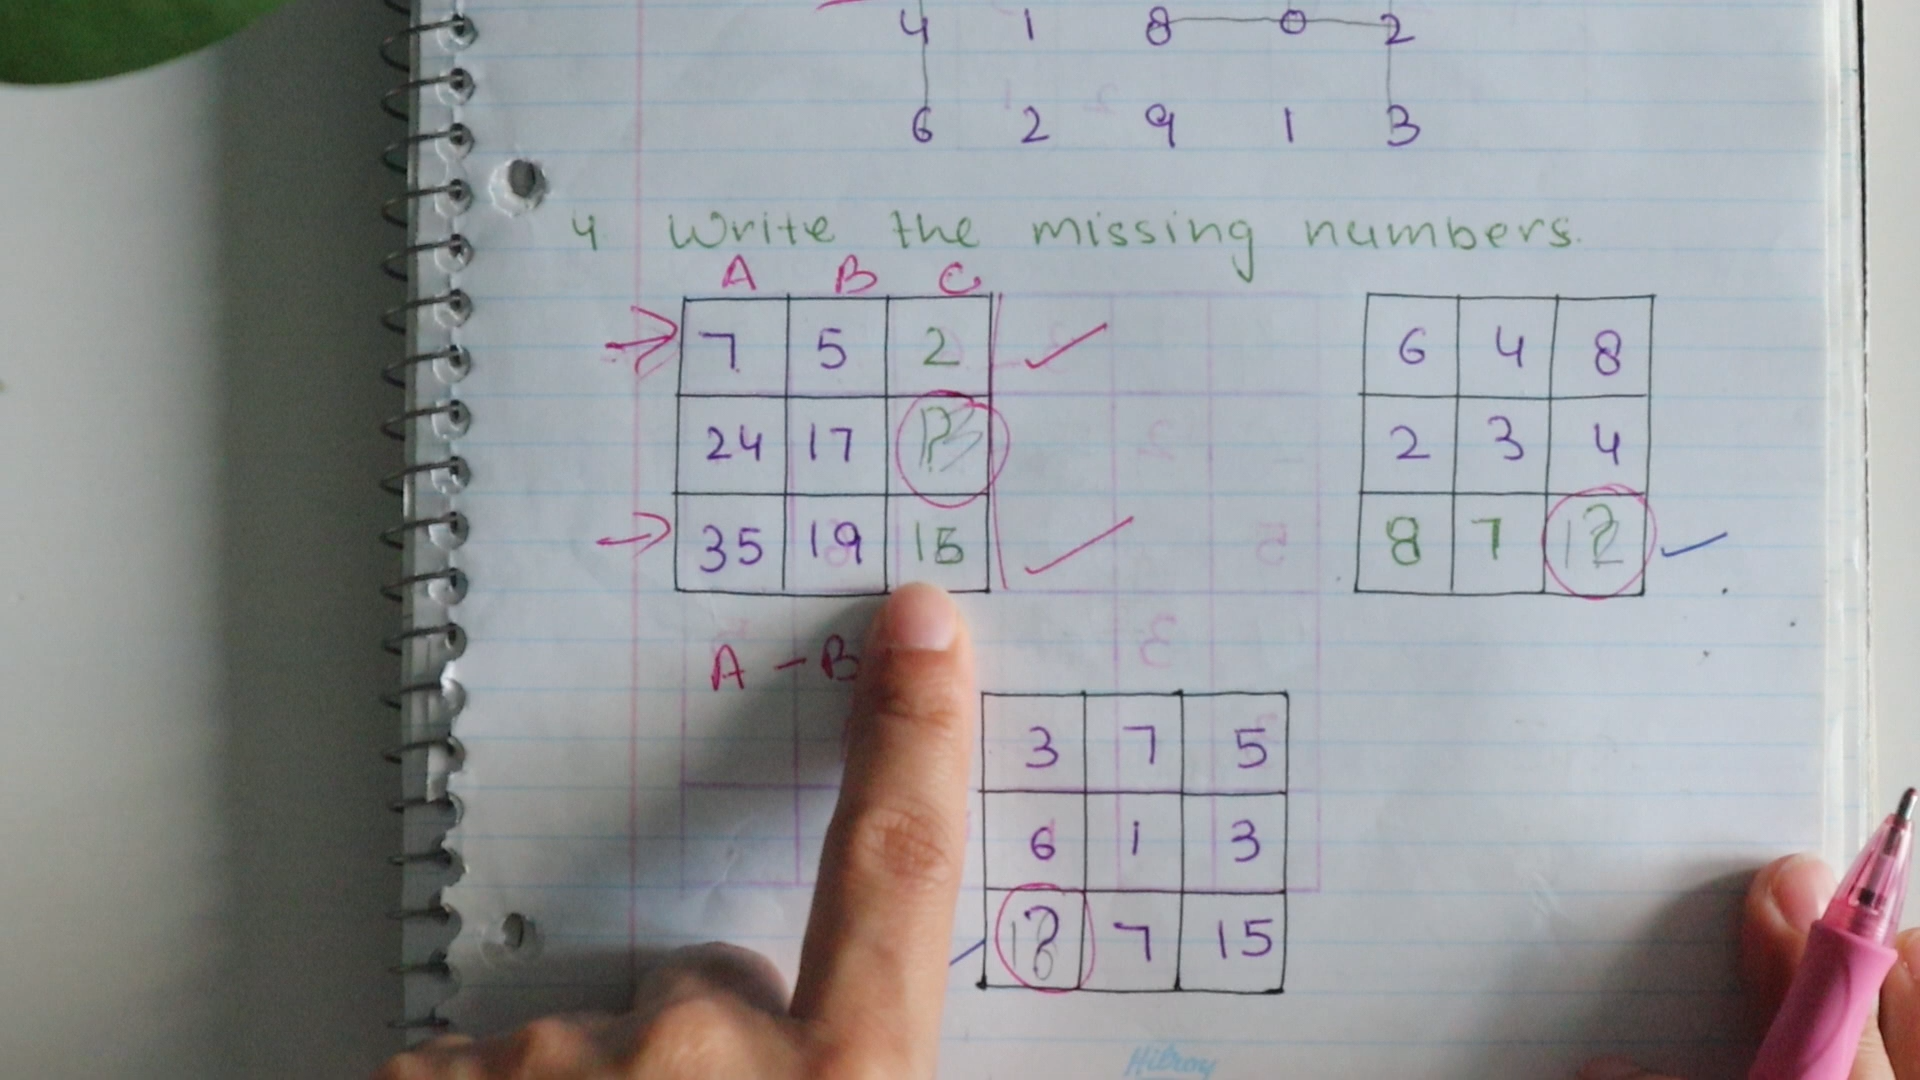 4 1 8 0 2
6 2 9 1 3
4 Write the missing numbers.
A B C
7 5 2
24 17 ?
35 19 16
A - B
6 4 8
2 3 4
8 7 ?
3 7 5
6 1 3
? 7 15
Hilroy